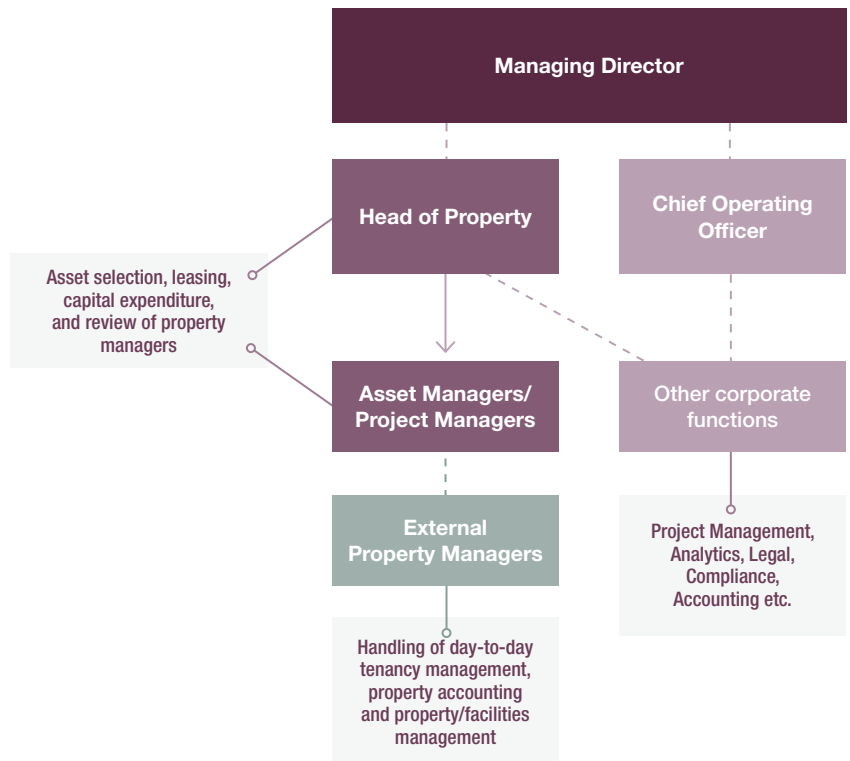 Managing Director
Head of Property
Chief Operating
Officer
Asset selection, leasing,
capital expenditure,
and review of property
managers
Asset Managers/
Project Managers
Other corporate
functions
External
Property Managers
Project Management,
Analytics, Legal,
Compliance,
Accounting etc.
Handling of day-to-day
tenancy management,
property accounting
and property/facilities
management